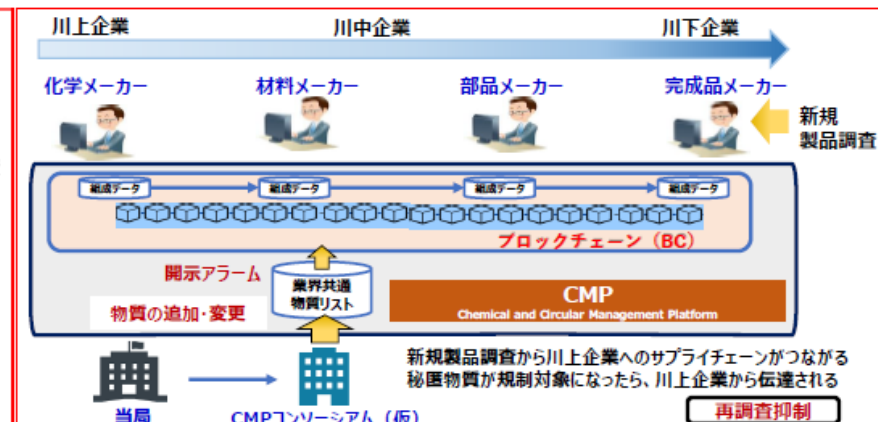 川上企業 川中企業 川下企業
化学メーカー 材料メーカー 部品メーカー 完成品メーカー
新規
製品調査
組成データ 組成データ 組成データ 組成データ
ブロックチェーン（BC）
開示アラーム
業界共通
物質リスト
物質の追加・変更
CMP
Chemical and Circular Management Platform
新規製品調査から川上企業へのサプライチェーンがつながる
秘匿物質が規制対象になったら、川上企業から伝達される
再調査抑制
当局
CMPコンソーシアム（仮）